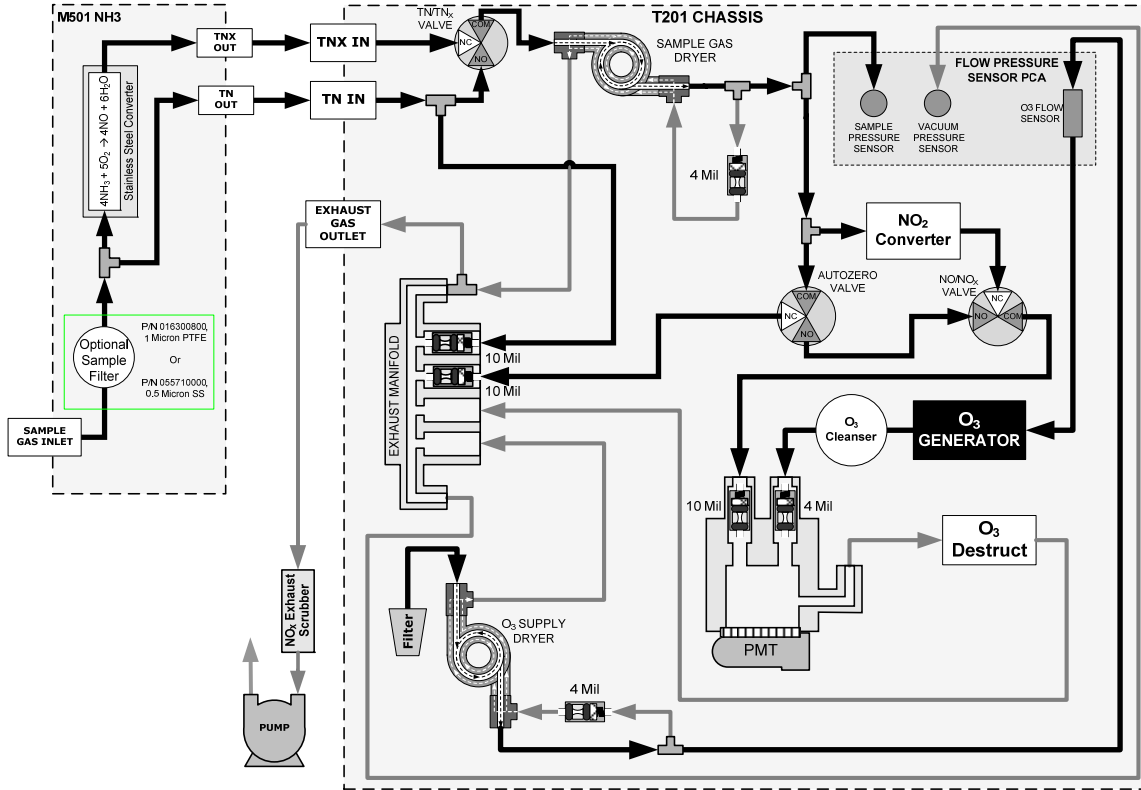 M501 NH3
T201 CHASSIS
TNX
OUT
TNX IN
TN/TNX
VALVE
COM
NC
NO
SAMPLE GAS
DRYER
FLOW PRESSURE
SENSOR PCA
4NH3 + 5O2 → 4NO + 6H2O
Stainless Steel Converter
TN
OUT
TN IN
SAMPLE
PRESSURE
SENSOR
VACUUM
PRESSURE
SENSOR
O3 FLOW
SENSOR
4 Mil
EXHAUST
GAS
OUTLET
NO2
Converter
AUTOZERO
VALVE
COM
NC
NO
NO/NOX
VALVE
NC
NO
COM
Optional
Sample
Filter
P/N 016300800,
1 Micron PTFE
Or
P/N 055710000,
0.5 Micron SS
SAMPLE
GAS INLET
EXHAUST MANIFOLD
10 Mil
10 Mil
O3
Cleanser
O3
GENERATOR
10 Mil
4 Mil
O3
Destruct
PMT
NOX Exhaust
Scrubber
Filter
O3 SUPPLY
DRYER
4 Mil
PUMP